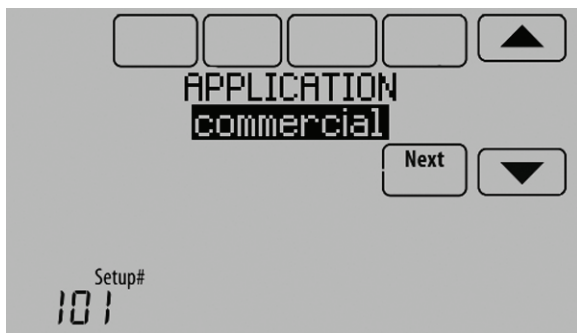 APPLICATION
commercial
Next
Setup#
101